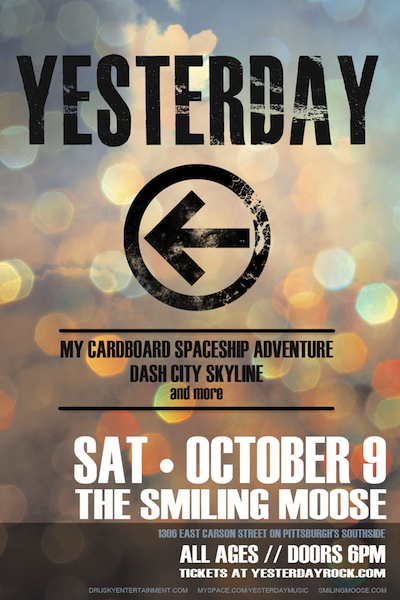 YESTERDAY
MY CARDBOARD SPACESHIP ADVENTURE
DASH CITY SKYLINE
and more
SAT • OCTOBER 9
THE SMILING MOOSE
1306 EAST CARSON STREET ON PITTSBURGH'S SOUTHSIDE
ALL AGES // DOORS 6PM
TICKETS AT YESTERDAYROCK.COM
DRUSKYENTERTAINMENT.COM MYSPACE.COM/YESTERDAYMUSIC SMILINGMOOSE.COM